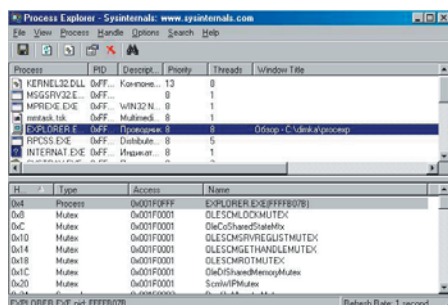 Process Explorer - Sysinternals: www.sysinternals.com
File View Process Handle Options Search Help
Process PID Descript... Priority Threads Window Title
KERNEL32.DLL 0xFF... Компоне... 13 8
MSGSRV32.E... 0xFF... 8 1
MPREXE.EXE 0xFF... WIN32 N... 8 1
mmtask.tsk 0xFF... Multimedi... 8 1
EXPLORER.E... 0xFF... Проводник 8 8 Обзор - C:\dimka\procexp
RPCSS.EXE 0xFF... Distribute... 8 5
INTERNAT.EXE 0xFF... Индикат... 8 1
H... Type Access Name
0x4 Process 0x001F0FFF EXPLORER.EXE(FFFFB07B)
0x8 Mutex 0x001F0001 OLESCMLOCKMUTEX
0xC Mutex 0x001F0001 OleCoSharedStateMtx
0x10 Mutex 0x001F0001 OLESCMSRVREGLISTMUTEX
0x14 Mutex 0x001F0001 OLESCMGETHANDLEMUTEX
0x18 Mutex 0x001F0001 OLESCMROTMUTEX
0x1C Mutex 0x001F0001 OleDfSharedMemoryMutex
0x20 Mutex 0x001F0001 ScmWIPMutex
EXPLORER.EXE pid: FFFFB07B Refresh Rate: 1 second